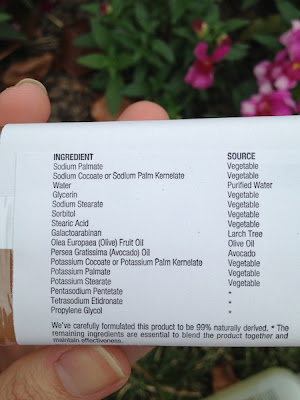 INGREDIENT SOURCE
Sodium Palmate Vegetable
Sodium Cocoate or Sodium Palm Kernelate Vegetable
Water Purified Water
Glycerin Vegetable
Sodium Stearate Vegetable
Sorbitol Vegetable
Stearic Acid Vegetable
Galactoarabinan Larch Tree
Olea Europaea (Olive) Fruit Oil Olive Oil
Persea Gratissima (Avocado) Oil Avocado
Potassium Cocoate or Potassium Palm Kernelate Vegetable
Potassium Palmate Vegetable
Potassium Stearate Vegetable
Pentasodium Pentetate *
Tetrasodium Etidronate *
Propylene Glycol *
We've carefully formulated this product to be 99% naturally derived. * The
remaining ingredients are essential to blend the product together and
maintain effectiveness.